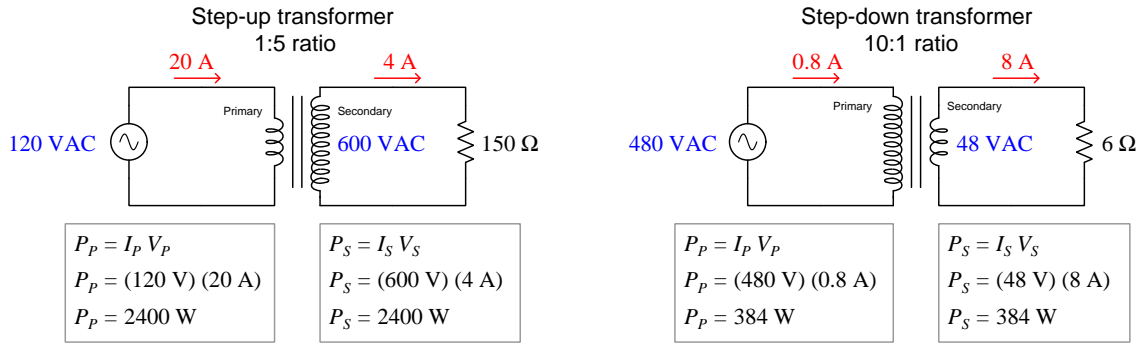 Step-up transformer
1:5 ratio
20 A
4 A
Primary
Secondary
120 VAC
600 VAC
150 Ω
P_P = I_P V_P
P_P = (120 V) (20 A)
P_P = 2400 W
P_S = I_S V_S
P_S = (600 V) (4 A)
P_S = 2400 W
Step-down transformer
10:1 ratio
0.8 A
8 A
Primary
Secondary
480 VAC
48 VAC
6 Ω
P_P = I_P V_P
P_P = (480 V) (0.8 A)
P_P = 384 W
P_S = I_S V_S
P_S = (48 V) (8 A)
P_S = 384 W